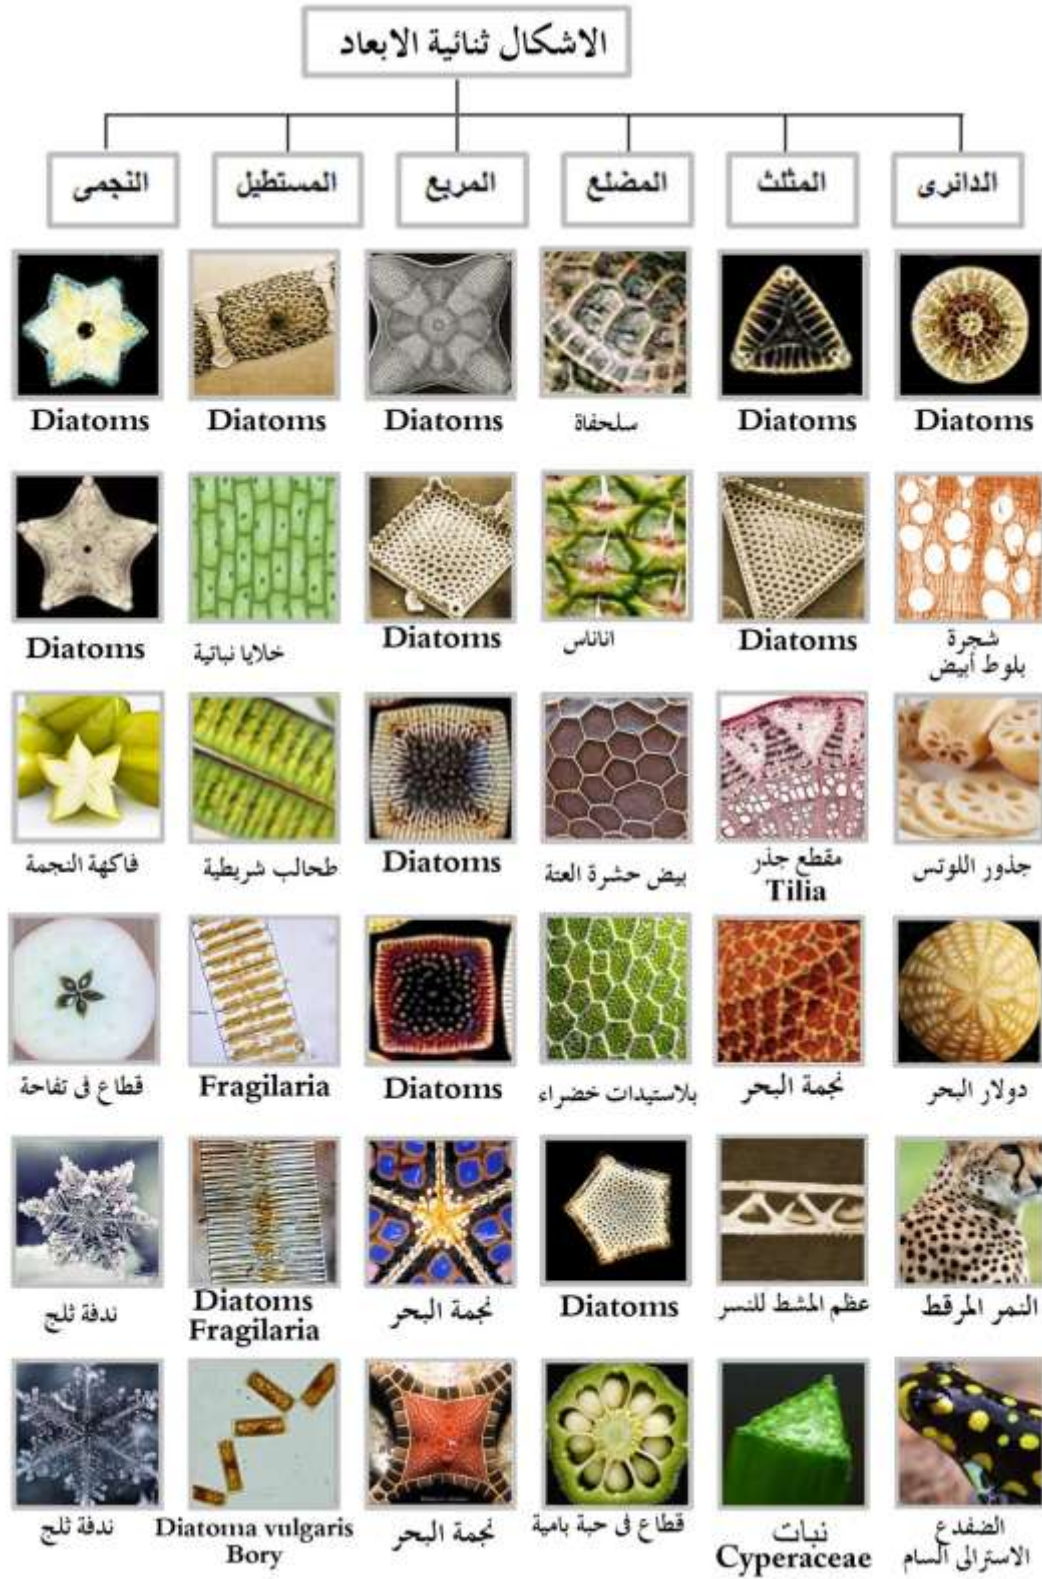 الاشكال ثنائية الابعاد
الدائرى
المثلث
المضلع
المربع
المستطيل
النجمى
Diatoms
Diatoms
سلحفاة
Diatoms
Diatoms
Diatoms
شجرة
بلوط أبيض
Diatoms
اناناس
Diatoms
خلايا نباتية
Diatoms
جذور اللوتس
مقطع جذر
Tilia
بيض حشرة العتة
Diatoms
طحالب شريطية
فاكهة النجمة
دولار البحر
نجمة البحر
بلاستيدات خضراء
Diatoms
Fragilaria
قطاع فى تفاحة
النمر المرقط
عظم المشط للنسر
Diatoms
نجمة البحر
Diatoms
Fragilaria
ندفة ثلج
الضفدع
الاسترالى السام
نبات
Cyperaceae
قطاع فى حبة بامية
نجمة البحر
Diatoma vulgaris
Bory
ندفة ثلج